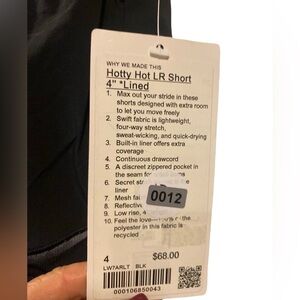 WHY WE MADE THIS
Hotty Hot LR Short
4" *Lined
1. Max out your stride in these
shorts designed with extra room
to let you move freely
2. Swift fabric is lightweight,
four-way stretch,
sweat-wicking, and quick-drying
3. Built-in liner offers extra
coverage
4. Continuous drawcord
5. A discreet zippered pocket in
the seam for
6. Secret
liner
7. Mesh
8. Reflective
9. Low rise, 4
10. Feel the
polyester in this fabric is
recycled
0012
4 $68.00
LW7ARLT BLK
000106850043